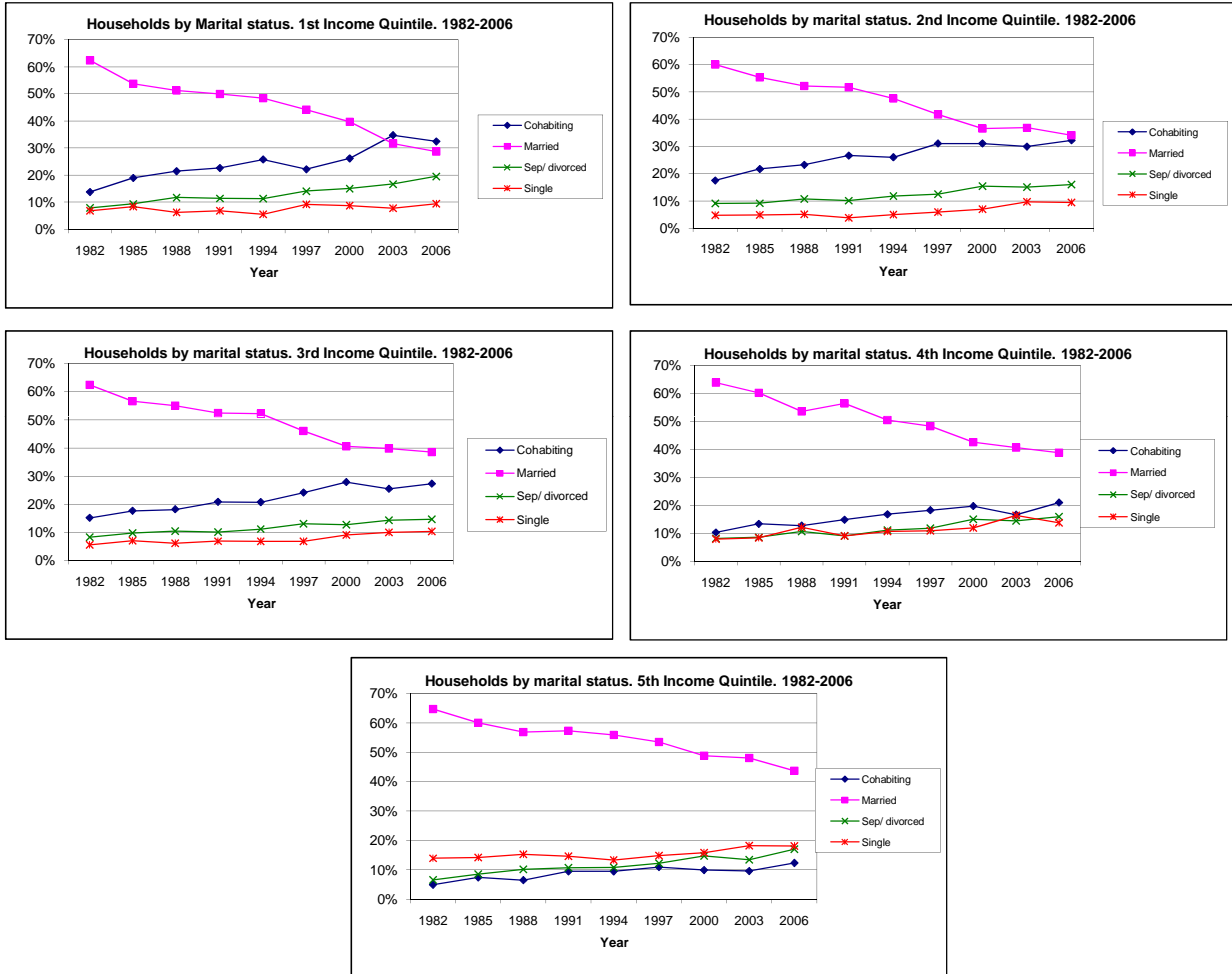 Households by Marital status. 1st Income Quintile. 1982-2006
70%
60%
50%
40%
30%
20%
10%
0%
1982 1985 1988 1991 1994 1997 2000 2003 2006
Year
Cohabiting
Married
Sep/ divorced
Single
Households by marital status. 2nd Income Quintile. 1982-2006
70%
60%
50%
40%
30%
20%
10%
0%
1982 1985 1988 1991 1994 1997 2000 2003 2006
Year
Cohabiting
Married
Sep/ divorced
Single
Households by marital status. 3rd Income Quintile. 1982-2006
70%
60%
50%
40%
30%
20%
10%
0%
1982 1985 1988 1991 1994 1997 2000 2003 2006
Year
Cohabiting
Married
Sep/ divorced
Single
Households by marital status. 4th Income Quintile. 1982-2006
70%
60%
50%
40%
30%
20%
10%
0%
1982 1985 1988 1991 1994 1997 2000 2003 2006
Year
Cohabiting
Married
Sep/ divorced
Single
Households by marital status. 5th Income Quintile. 1982-2006
70%
60%
50%
40%
30%
20%
10%
0%
1982 1985 1988 1991 1994 1997 2000 2003 2006
Year
Cohabiting
Married
Sep/ divorced
Single